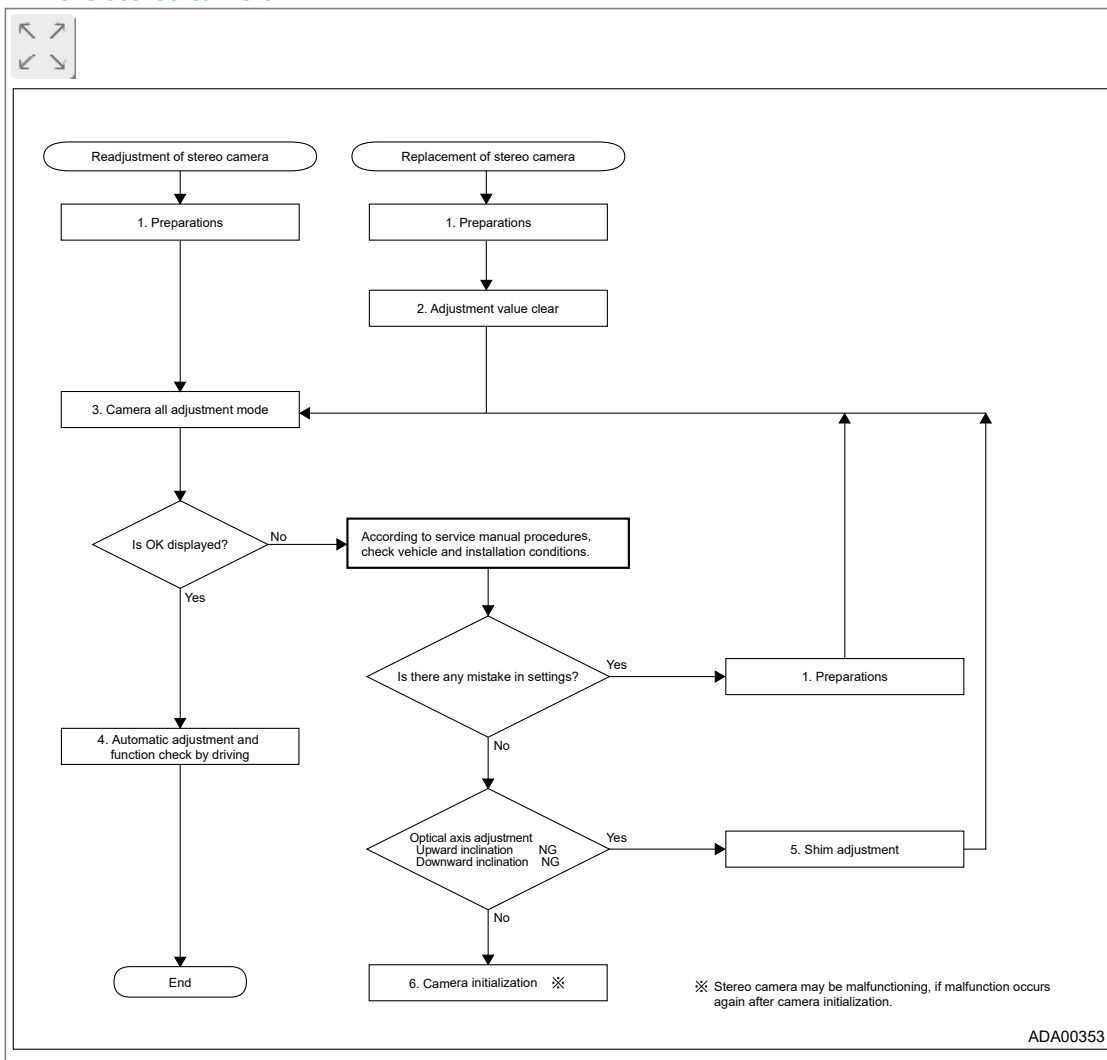 Readjustment of stereo camera
Replacement of stereo camera
1. Preparations
1. Preparations
2. Adjustment value clear
3. Camera all adjustment mode
Is OK displayed?
No
According to service manual procedures,
check vehicle and installation conditions.
Yes
Is there any mistake in settings?
Yes
1. Preparations
No
4. Automatic adjustment and
function check by driving
Optical axis adjustment
Upward inclination NG
Downward inclination NG
Yes
5. Shim adjustment
No
End
6. Camera initialization ※
※ Stereo camera may be malfunctioning, if malfunction occurs
again after camera initialization.
ADA00353